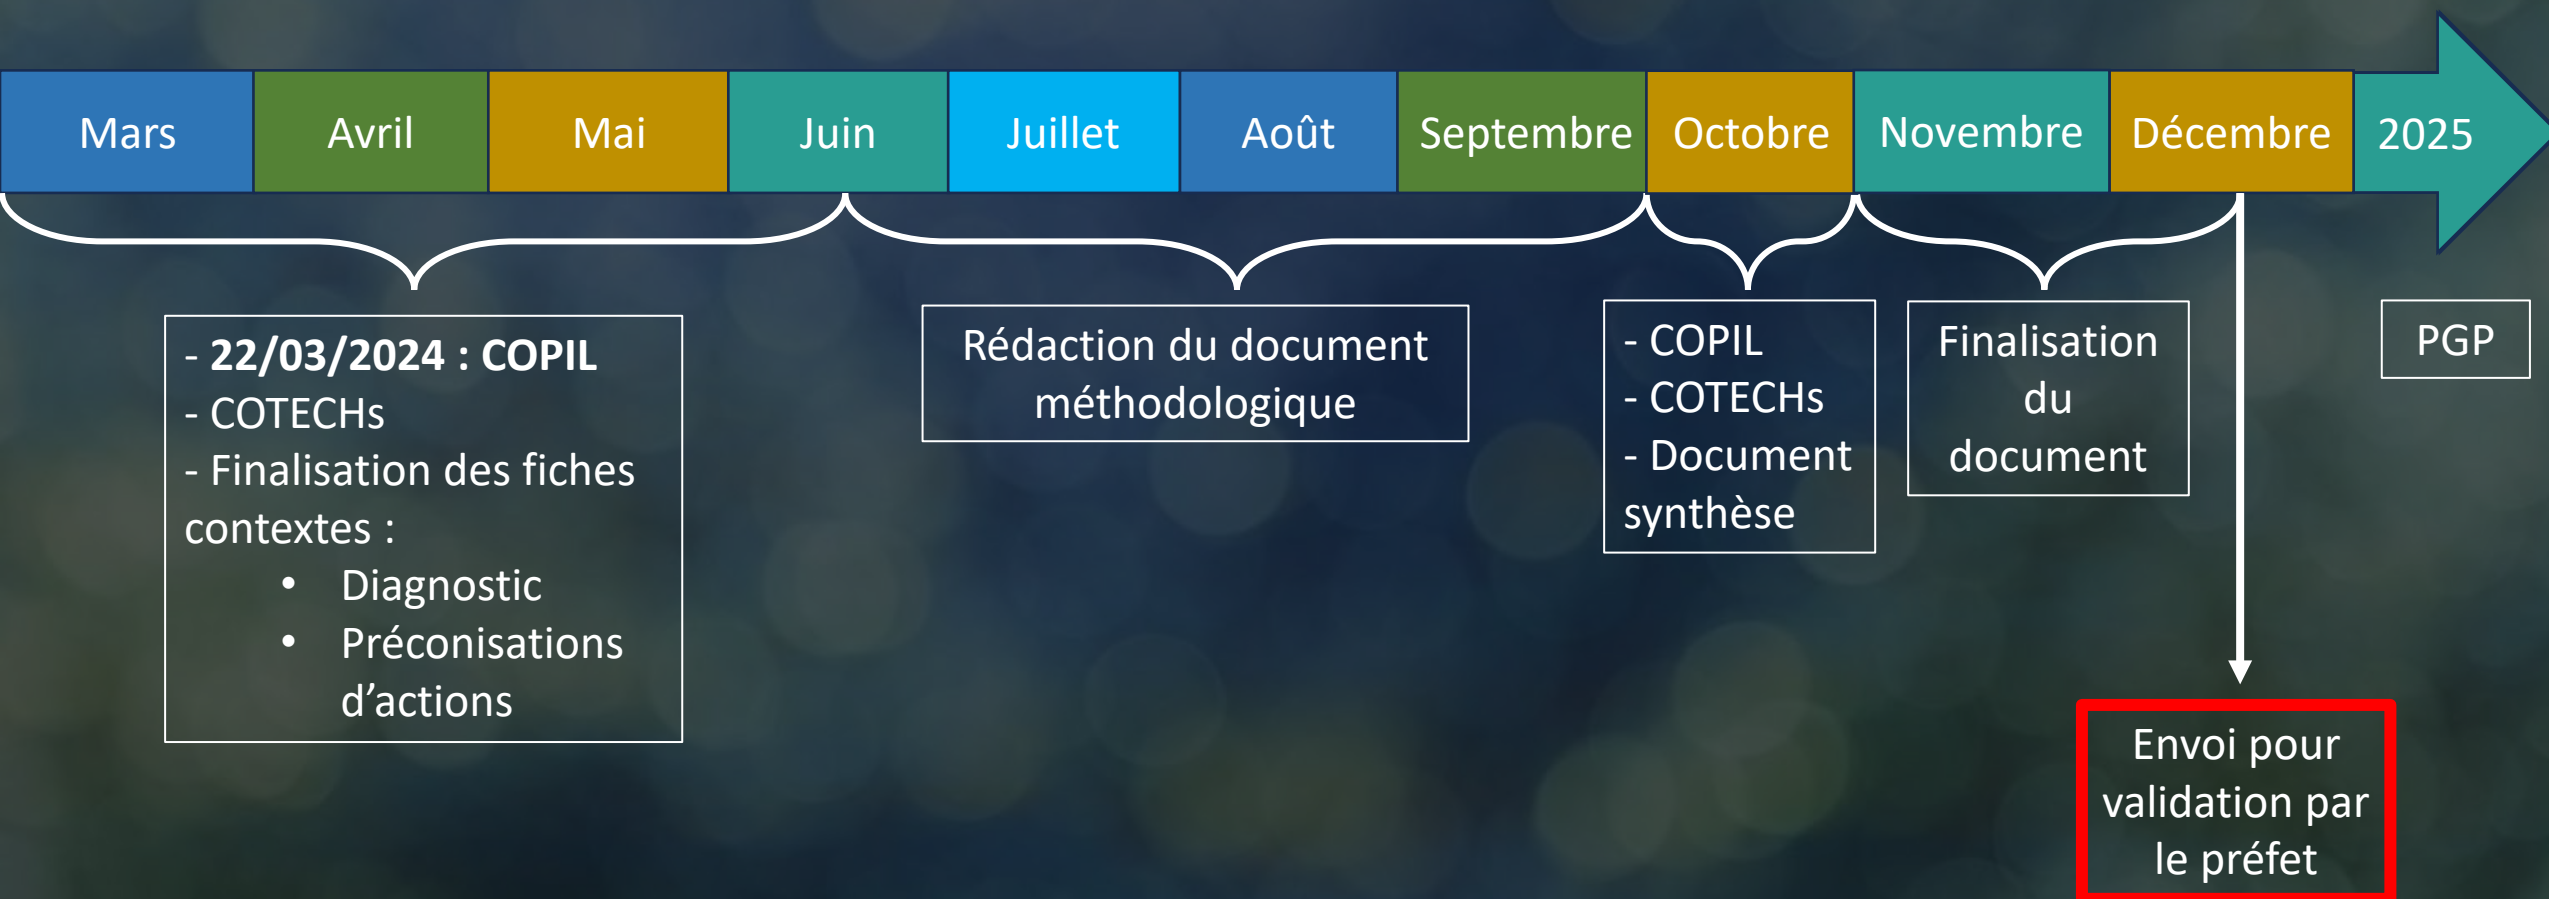 Mars
Avril
Mai
Juin
Juillet
Août
Septembre
Octobre
Novembre
Décembre
2025
- 22/03/2024 : COPIL
- COTECHs
- Finalisation des fiches
contextes :
• Diagnostic
• Préconisations
d’actions
Rédaction du document
méthodologique
- COPIL
- COTECHs
- Document
synthèse
Finalisation
du
document
PGP
Envoi pour
validation par
le préfet